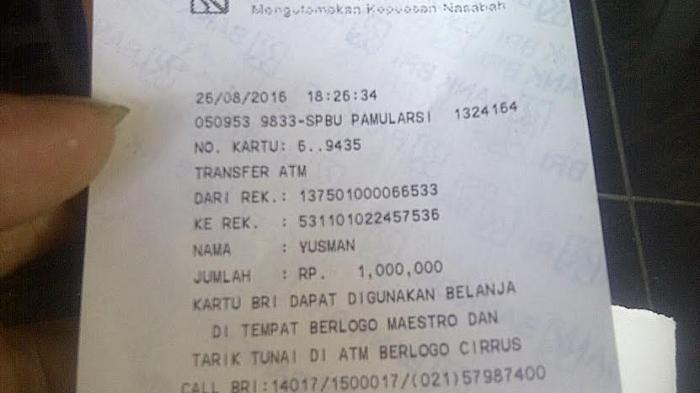 Mengutamakan Kepuasan Nasabah
26/08/2016 18:26:34
050953 9833-SPBU PAMULARSI 1324164
NO. KARTU: 6..9435
TRANSFER ATM
DARI REK.: 137501000066533
KE REK. : 531101022457536
NAMA : YUSMAN
JUMLAH : RP. 1,000,000
KARTU BRI DAPAT DIGUNAKAN BELANJA
DI TEMPAT BERLOGO MAESTRO DAN
TARIK TUNAI DI ATM BERLOGO CIRRUS
CALL BRI:14017/1500017/(021)57987400